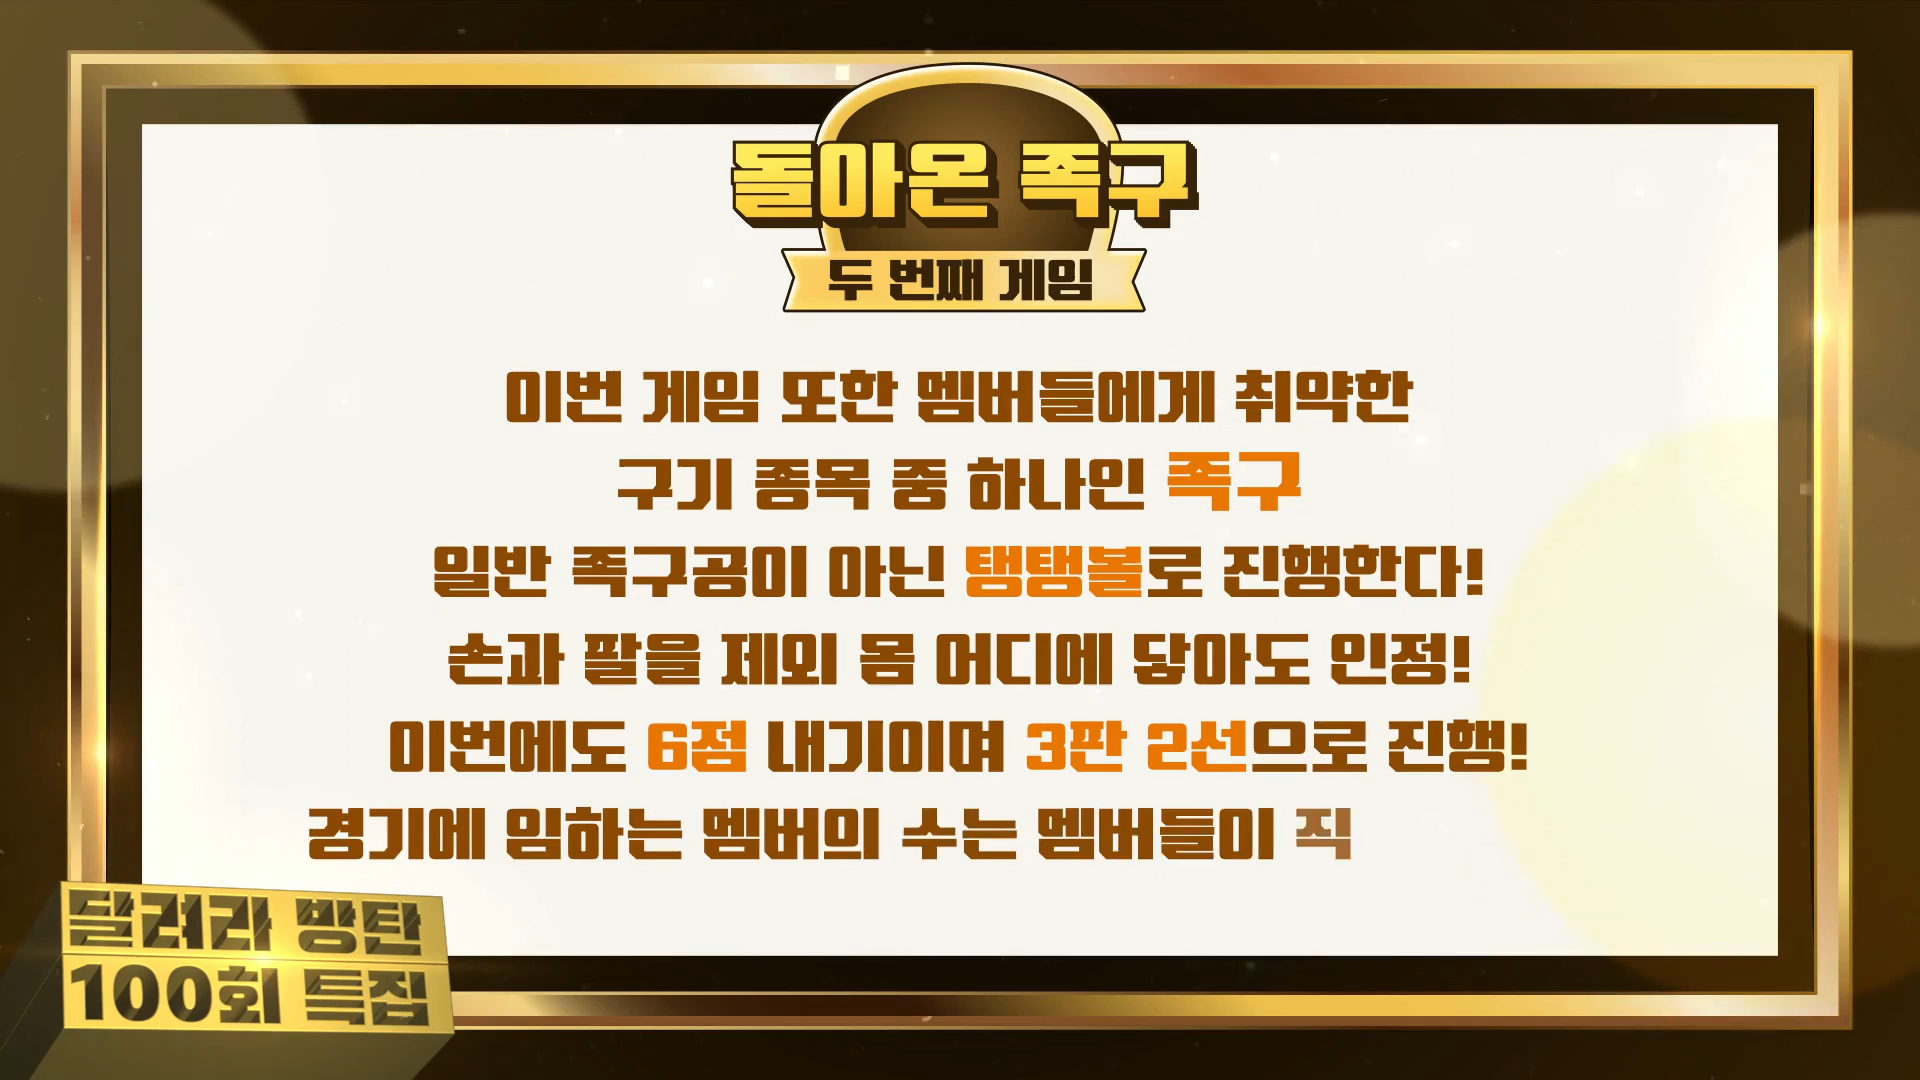 돌아온 족구
두 번째 게임
이번 게임 또한 멤버들에게 취약한
구기 종목 중 하나인 족구
일반 족구공이 아닌 탱탱볼로 진행한다!
손과 팔을 제외 몸 어디에 닿아도 인정!
이번에도 6점 내기이며 3판 2선으로 진행!
경기에 임하는 멤버의 수는 멤버들이 직
달려라 방탄
100회 특집